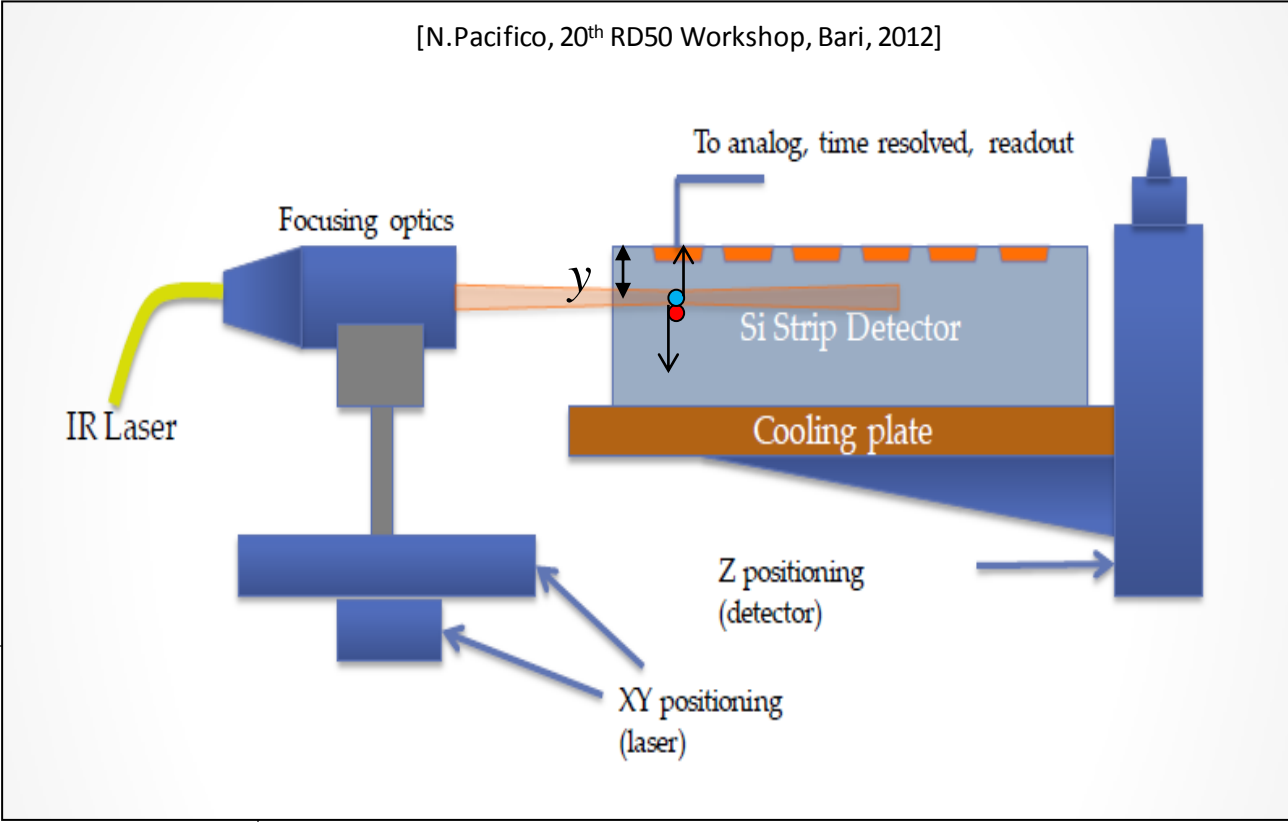 [N.Pacifico, 20th RD50 Workshop, Bari, 2012]
To analog, time resolved, readout
Focusing optics
y
Si Strip Detector
IR Laser
Cooling plate
Z positioning
(detector)
XY positioning
(laser)